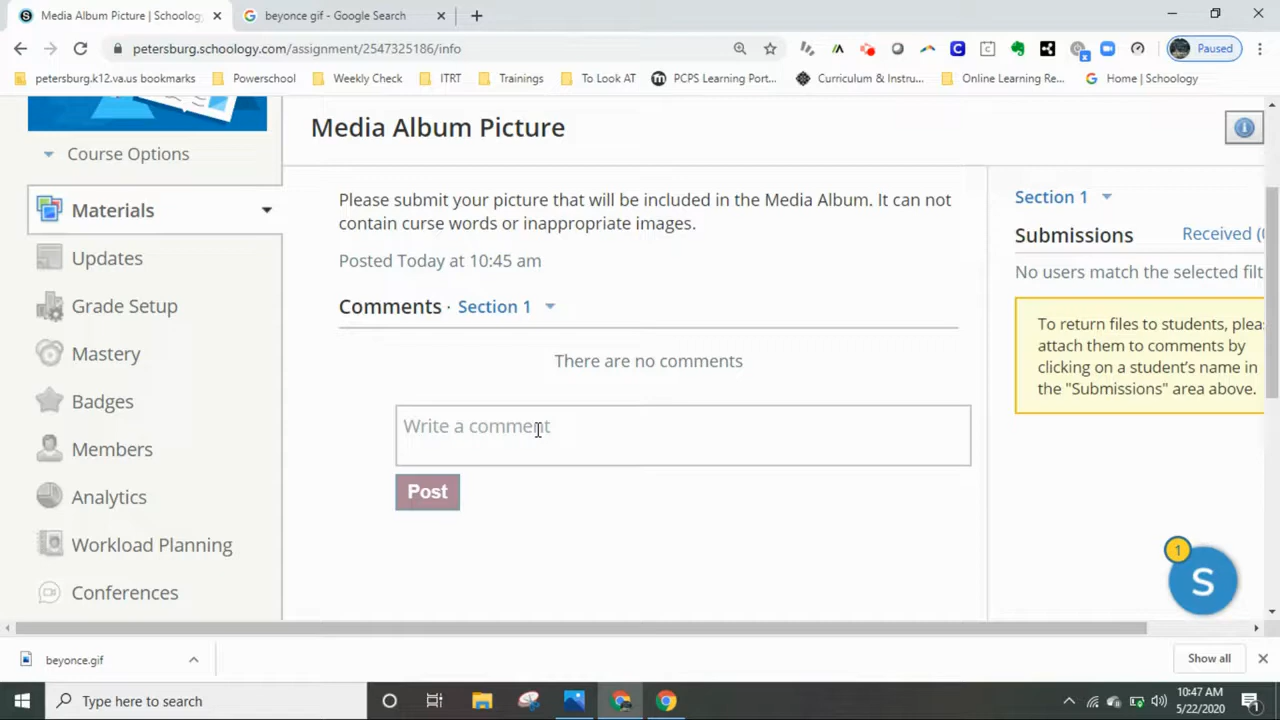 Media Album Picture | Schoology
beyonce gif - Google Search
petersburg.schoology.com/assignment/2547325186/info
Paused
petersburg.k12.va.us bookmarks
Powerschool
Weekly Check
ITRT
Trainings
To Look AT
PCPS Learning Port...
Curriculum & Instru...
Online Learning Re...
Home | Schoology
Course Options
Materials
Updates
Grade Setup
Mastery
Badges
Members
Analytics
Workload Planning
Conferences
Media Album Picture
Please submit your picture that will be included in the Media Album. It can not
contain curse words or inappropriate images.
Posted Today at 10:45 am
Comments · Section 1
There are no comments
Write a comment
Post
Section 1
Submissions
Received (
No users match the selected filt
To return files to students, plea
attach them to comments by
clicking on a student's name in
the "Submissions" area above.
1
S
beyonce.gif
Show all
Type here to search
10:47 AM
5/22/2020
1